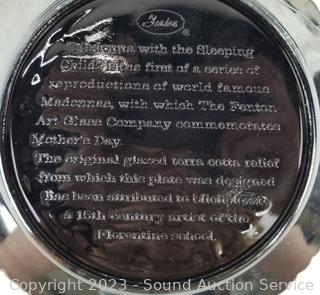 Fenton
Madonna with the Sleeping
Child is the first of a series of
reproductions of world famous
Madonnas, with which The Fenton
Art Glass Company commemorates
Mother's Day.
The original glazed terra cotta relief
from which this plate was designed
has been attributed to
a 15th century artist of the
Florentine school.
Copyright 2023 - Sound Auction Service